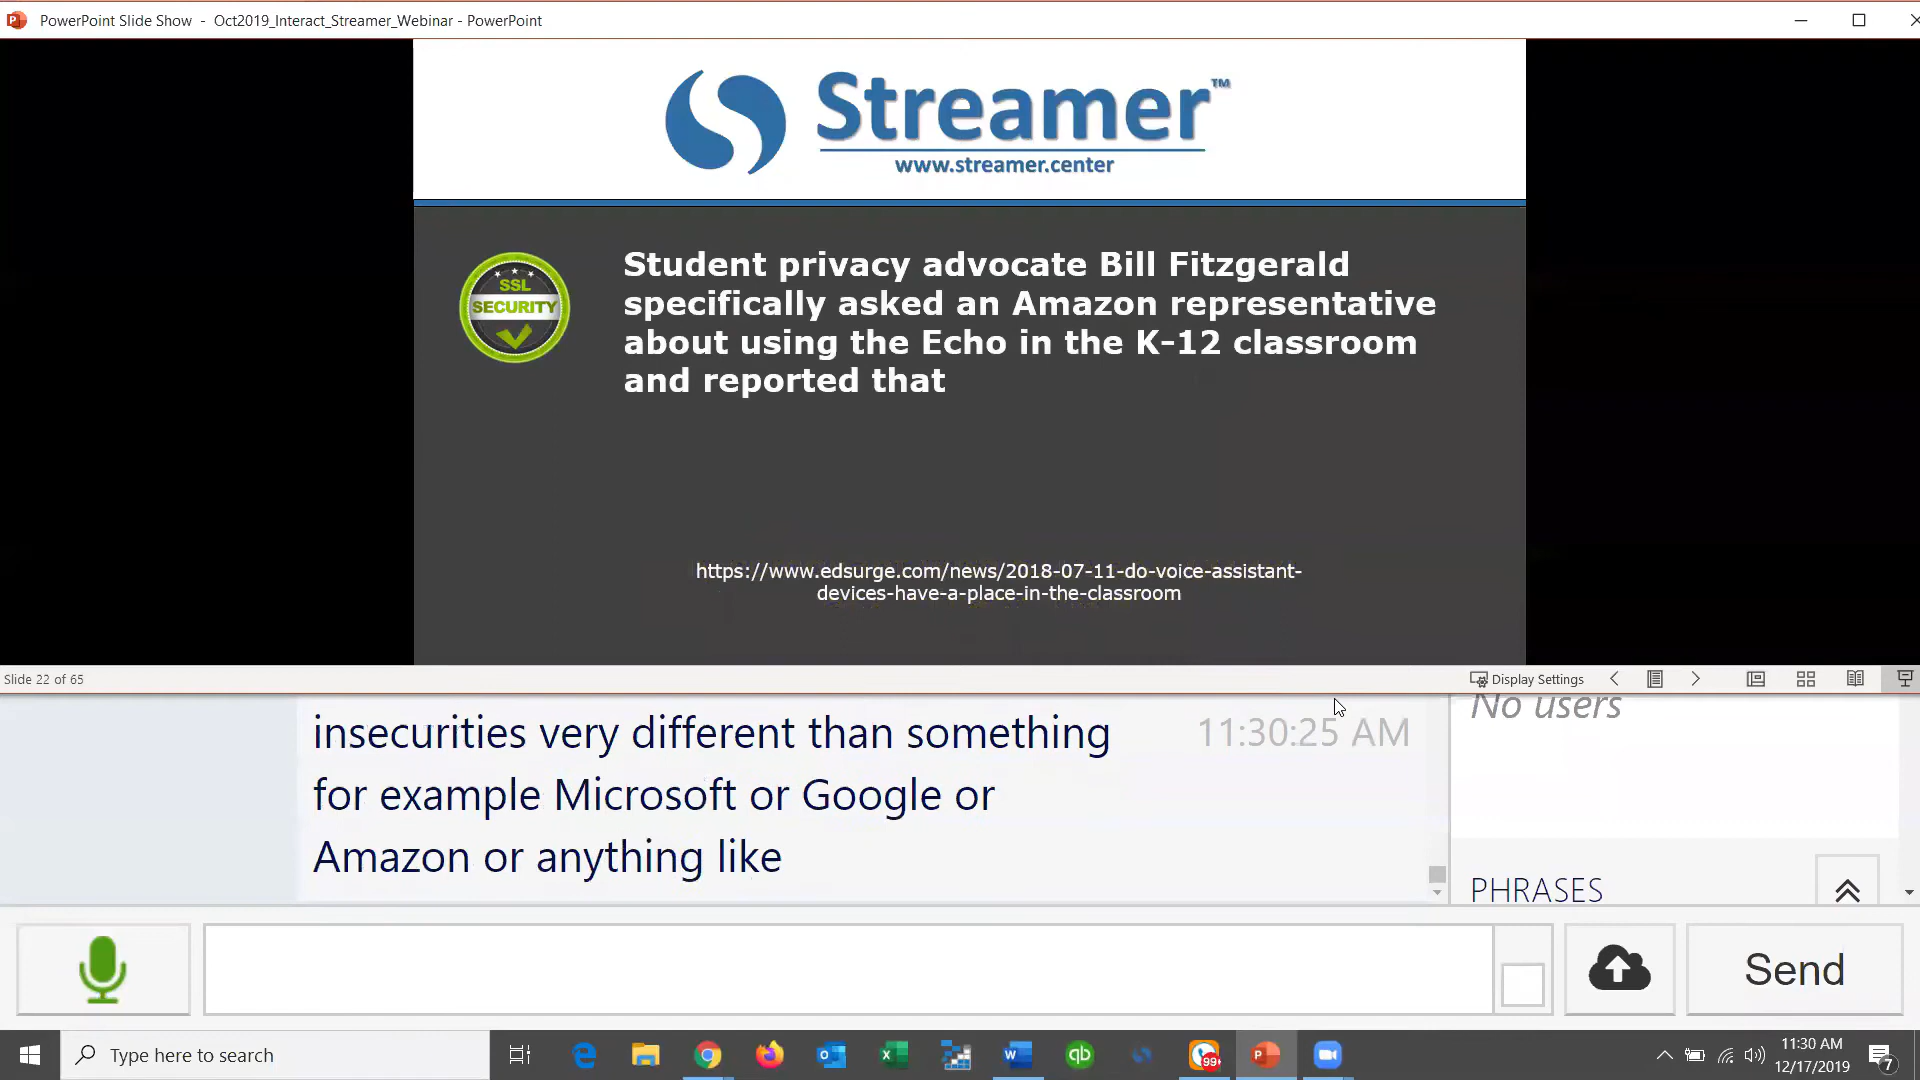 PowerPoint Slide Show - Oct2019_Interact_Streamer_Webinar - PowerPoint
Streamer™
www.streamer.center
SSL
SECURITY
Student privacy advocate Bill Fitzgerald
specifically asked an Amazon representative
about using the Echo in the K-12 classroom
and reported that
https://www.edsurge.com/news/2018-07-11-do-voice-assistant-
devices-have-a-place-in-the-classroom
Slide 22 of 65
Display Settings
insecurities very different than something
for example Microsoft or Google or
Amazon or anything like
11:30:25 AM
No users
PHRASES
Send
Type here to search
99+
11:30 AM
12/17/2019
7